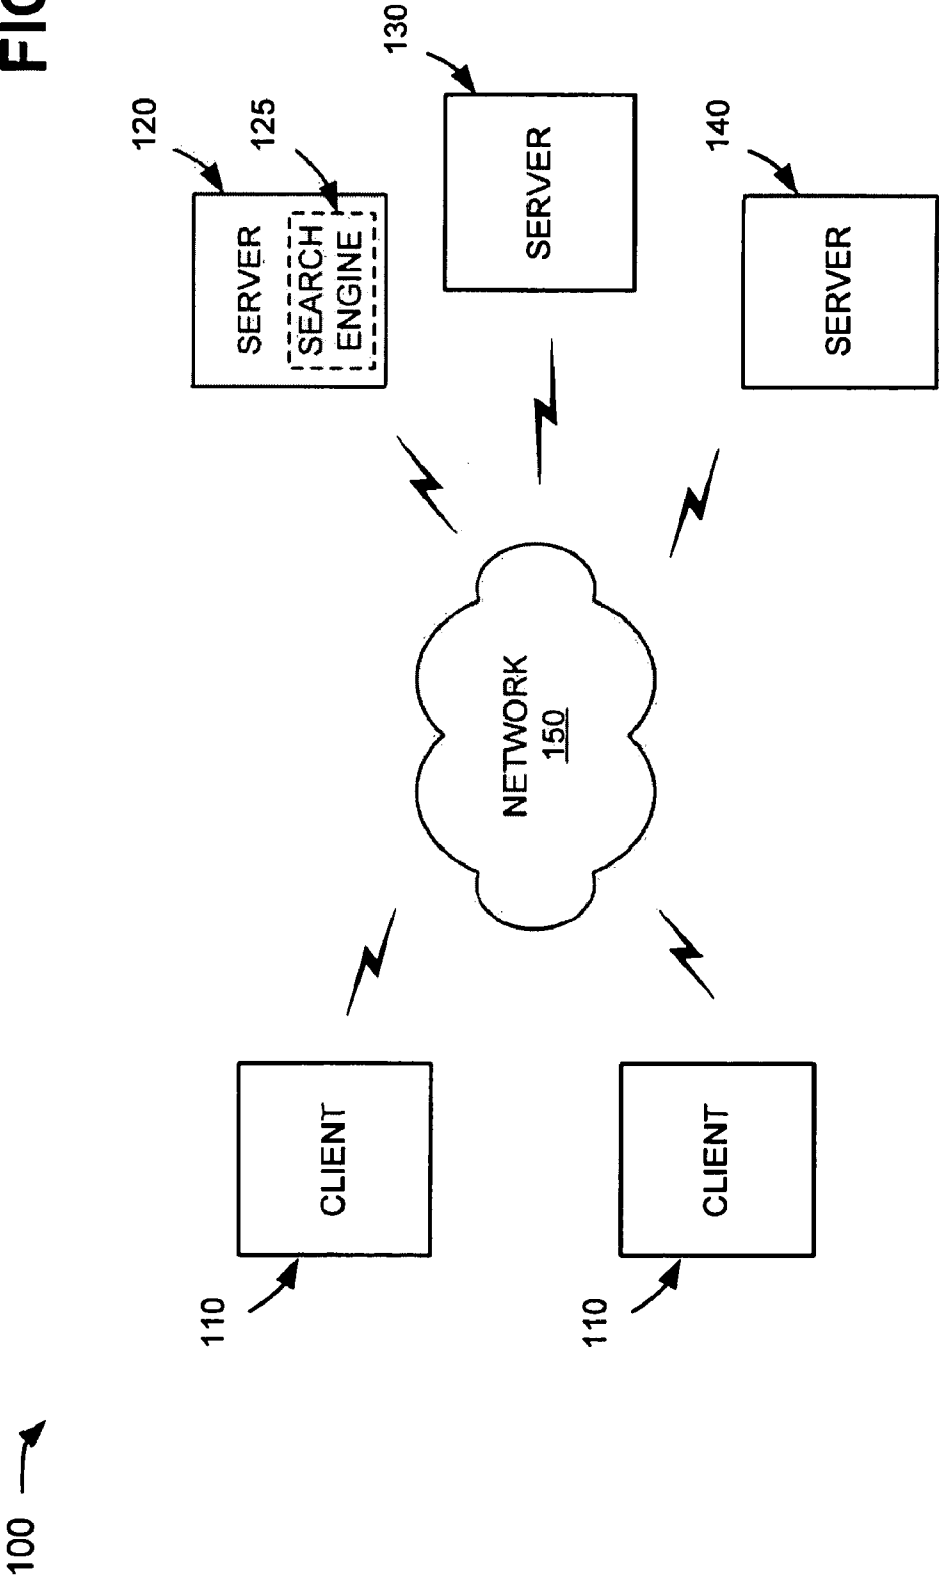 100
FIG
110
CLIENT
110
CLIENT
NETWORK
150
120
SERVER
125
SEARCH
ENGINE
130
SERVER
140
SERVER